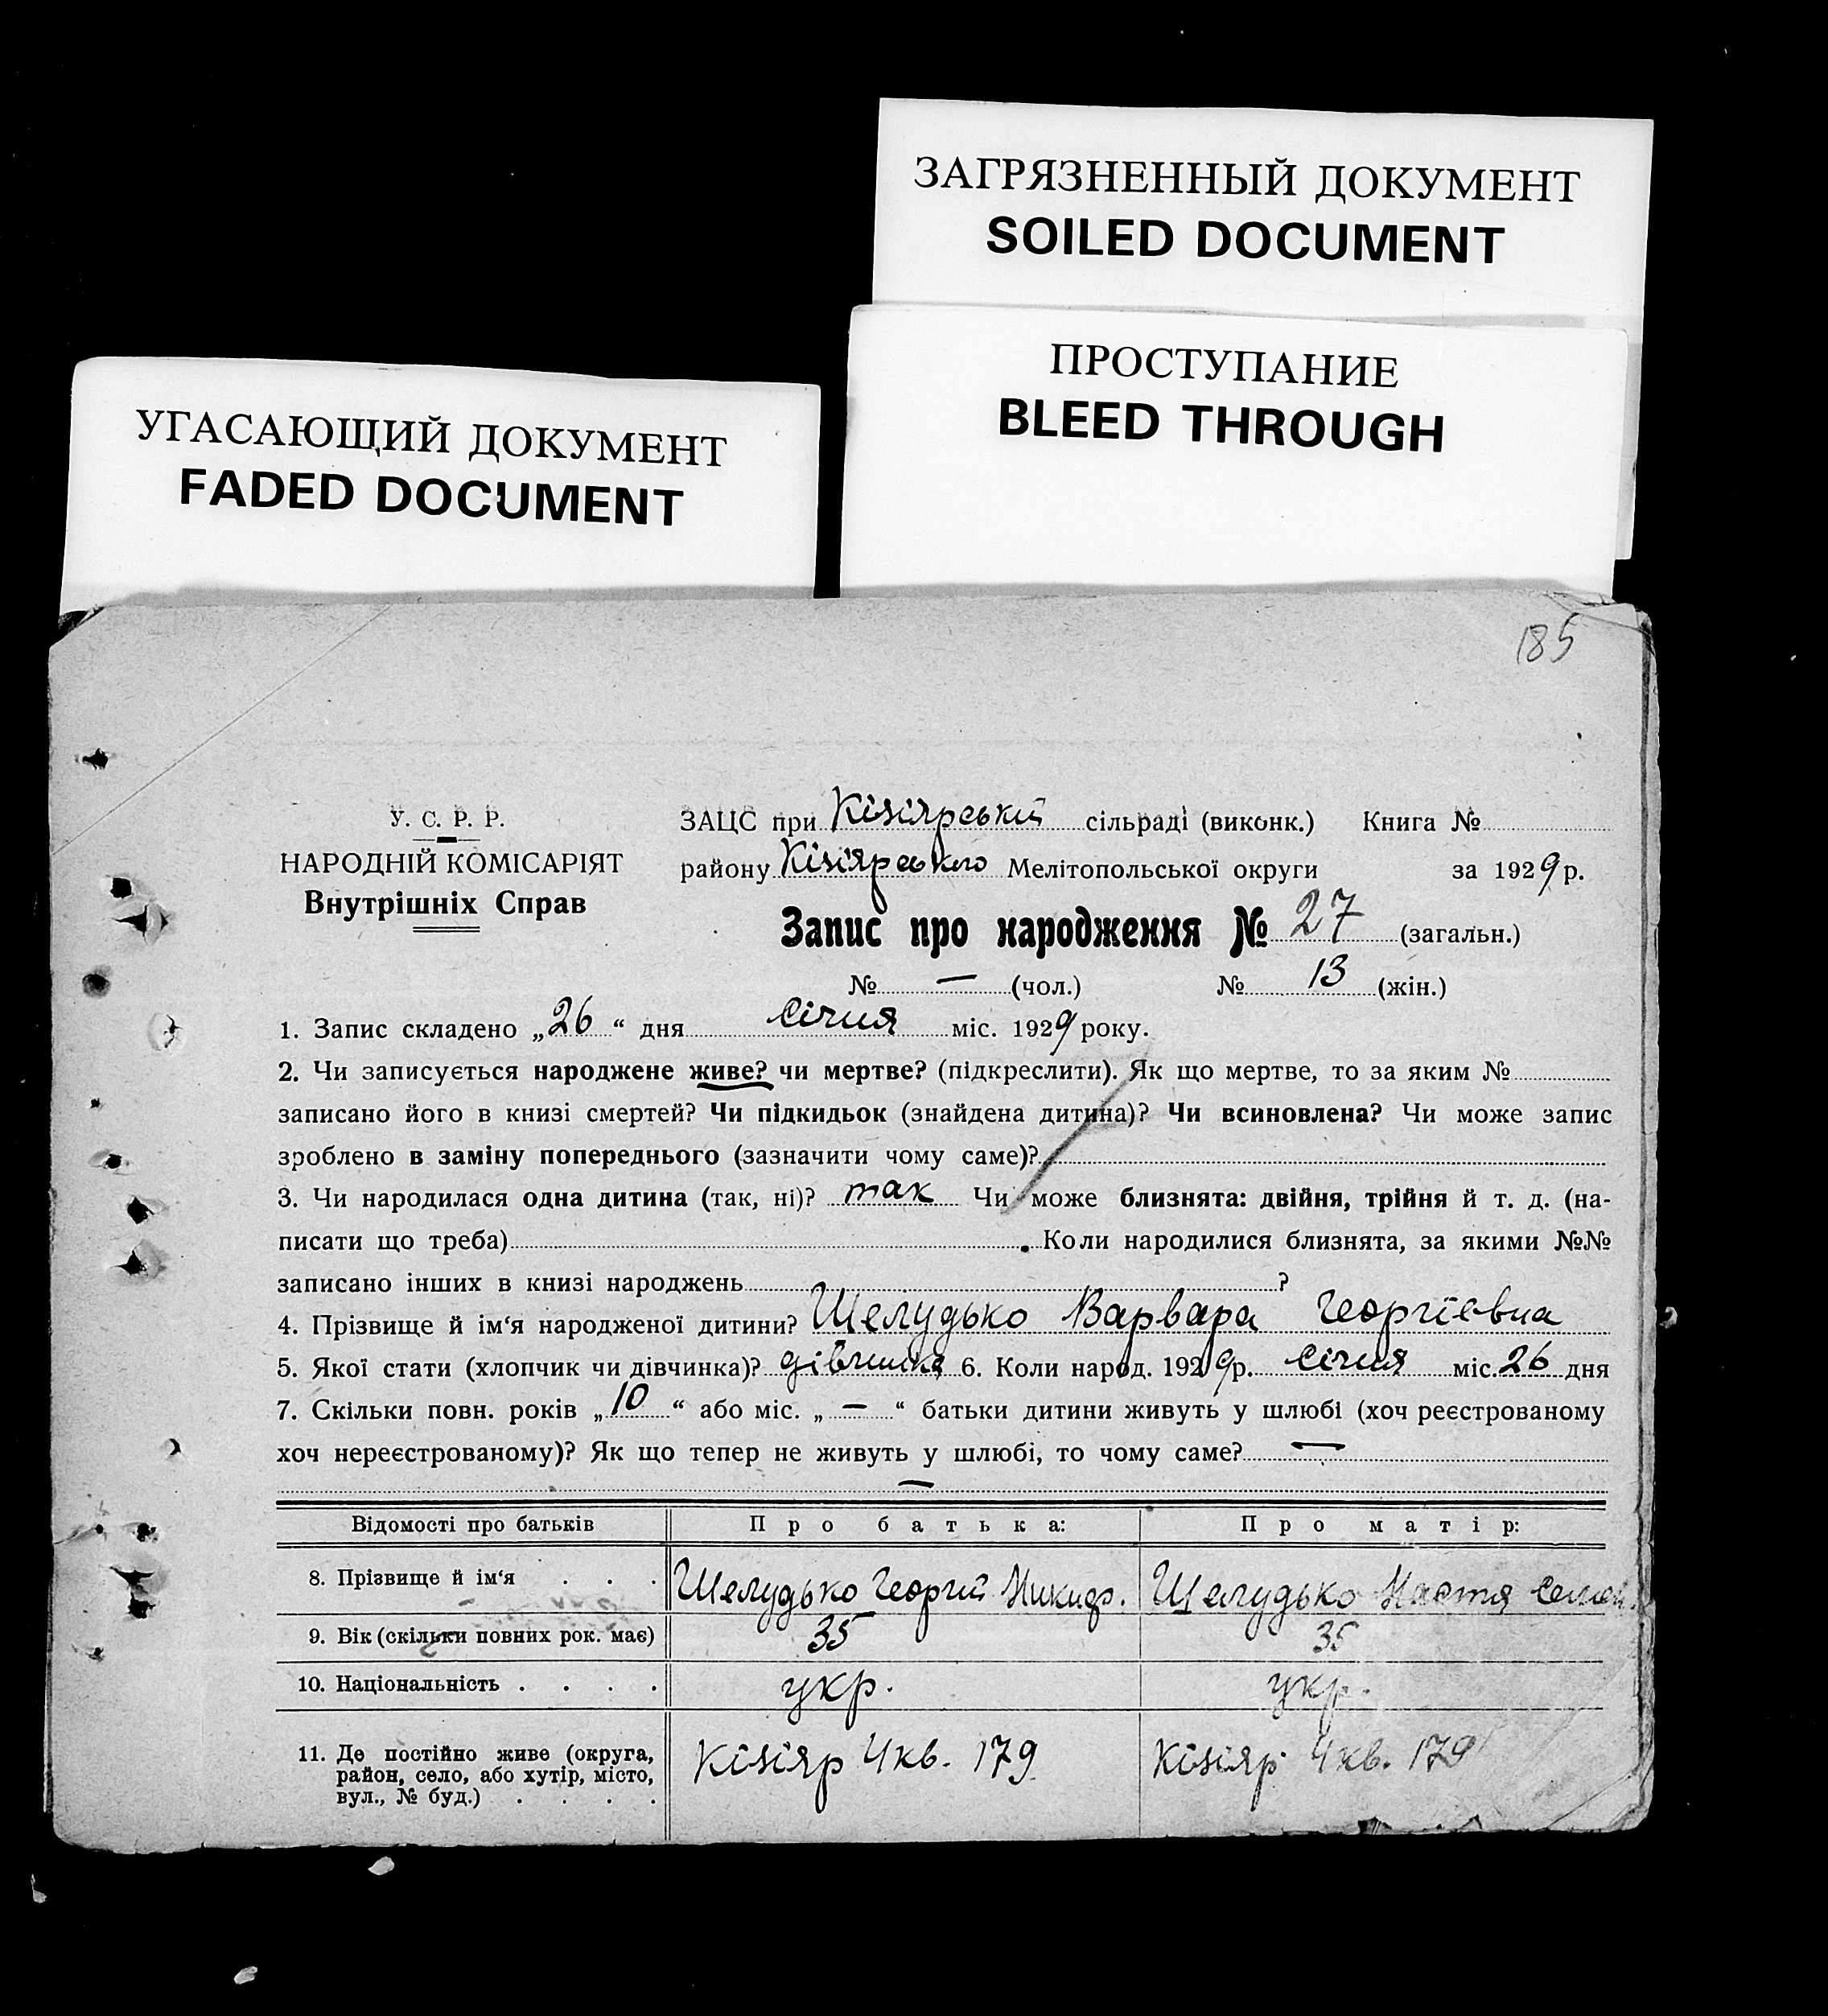 ЗАГРЯЗНЕННЫЙ ДОКУМЕНТ
SOILED DOCUMENT
ПРОСТУПАНИЕ
BLEED THROUGH
УГАСАЮЩИЙ ДОКУМЕНТ
FADED DOCUMENT
185
У. С. Р. Р.
НАРОДНІЙ КОМІСАРІЯТ
Внутрішніх Справ
ЗАЦС при Кізіярській сільраді (виконк.) Книга №
району Кізіярського Мелітопольської округи за 1929 р.
Запис про народження № 27 (загальн.)
№ — (чол.) № 13 (жін.)
1. Запис складено „26“ дня Січня міс. 1929 року.
2. Чи записується народжене живе? чи мертве? (підкреслити). Як що мертве, то за яким №
записано його в книзі смертей? Чи підкидьок (знайдена дитина)? Чи всиновлена? Чи може запис
зроблено в заміну попереднього (зазначити чому саме)?
3. Чи народилася одна дитина (так, ні)? так Чи може близнята: двійня, трійня й т. д. (на-
писати що треба) Коли народилися близнята, за якими №№
записано інших в книзі народжень ?
4. Прізвище й ім‘я народженої дитини? Шелудько Варвара Георгієвна
5. Якої стати (хлопчик чи дівчинка)? дівчинка 6. Коли народ. 1929 р. Січня міс. 26 дня
7. Скільки повн. років „10“ або міс. „—“ батьки дитини живуть у шлюбі (хоч реєстрованому
хоч нереєстрованому)? Як що тепер не живуть у шлюбі, то чому саме? —
—
Відомості про батьків Про батька: Про матір:
8. Прізвище й ім‘я . . . Шелудько Георгій Никиф. Шелудько Настя Семен.
9. Вік (скільки повних рок. має) 35 35
10. Національність . . . . укр. укр.
11. Де постійно живе (округа,
район, село, або хутір, місто,
вул., № буд.) . . . .
Кізіяр 4 кв. 179 Кізіяр 4 кв. 179